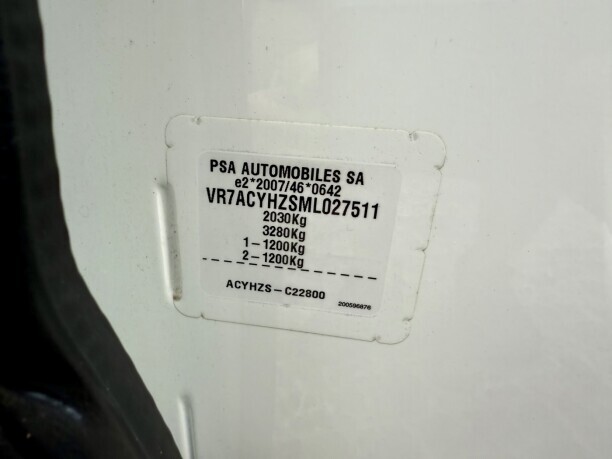 PSA AUTOMOBILES SA
e2*2007/46*0642
VR7ACYHZSML027511
2030Kg
3280Kg
1-1200Kg
2-1200Kg
ACYHZS-C22800
200596876